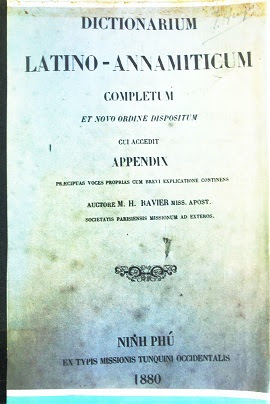 DICTIONARIUM
LATINO-ANNAMITICUM
COMPLETUM
ET NOVO ORDINE DISPOSITUM
CUI ACCEDIT
APPENDIX
PRÆCIPUAS VOCES PROPRIAS CUM BREVI EXPLICATIONE CONTINENS
AUCTORE M. H. RAVIER MISS. APOST.
SOCIETATIS PARISIENSIS MISSIONUM AD EXTEROS.
NINH PHÚ
EX TYPIS MISSIONIS TUNQUINI OCCIDENTALIS
1880